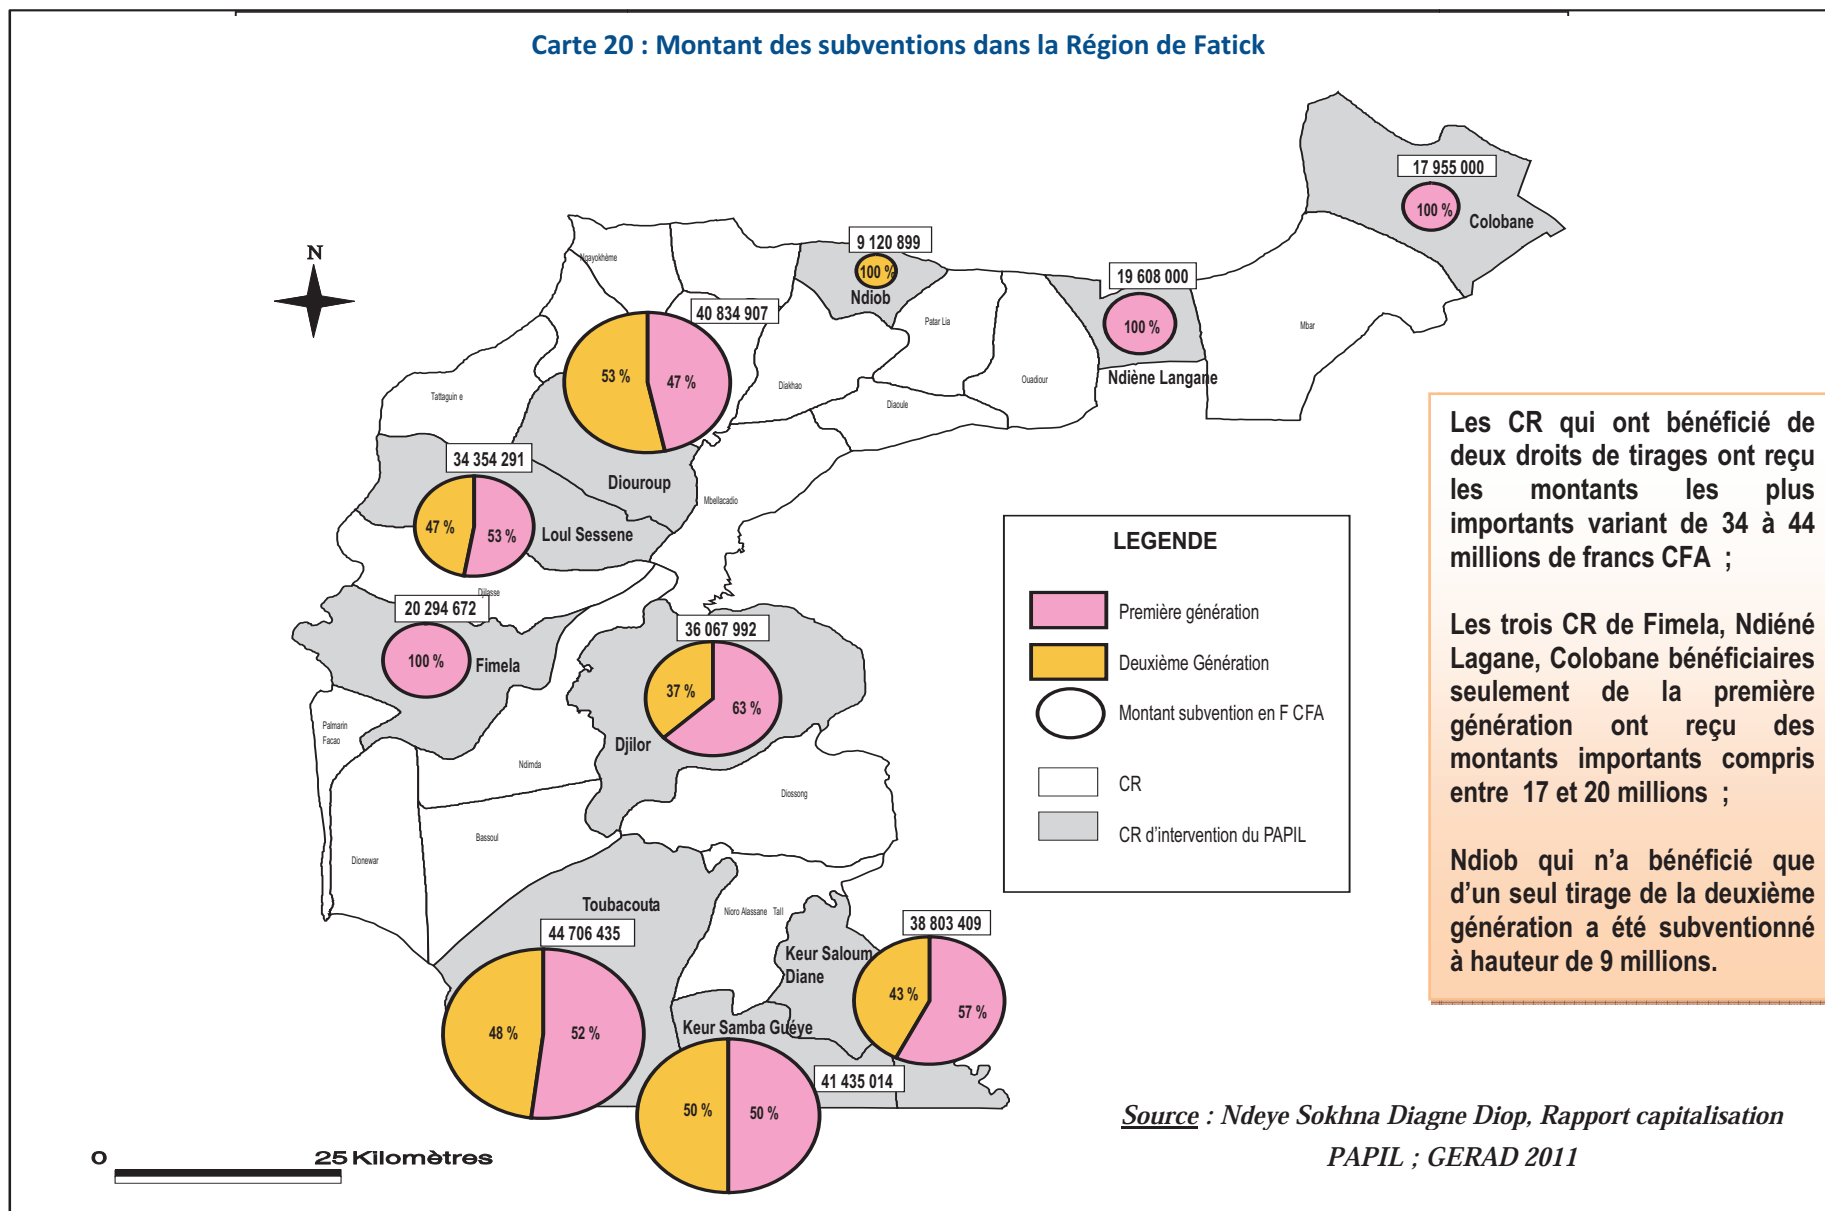 Carte 20 : Montant des subventions dans la Région de Fatick
N
17 955 000
100 %
Colobane
9 120 899
100 %
Ndiob
19 608 000
100 %
Ndiène Langane
Ngayokhème
40 834 907
53 %
47 %
Diouroup
Patar Lia
Mbar
Ouadiour
Diakhao
Diaoule
Tattaguin e
34 354 291
47 %
53 %
Loul Sessene
Mbellacadio
Djilasse
20 294 672
100 %
Fimela
36 067 992
37 %
63 %
Djilor
Palmarin
Facao
Ndimda
Diossong
Bassoul
Dionewar
Toubacouta
44 706 435
48 %
52 %
Nioro Alassane Tall
Keur Saloum
Diane
38 803 409
43 %
57 %
Keur Samba Guéye
41 435 014
50 %
50 %
LEGENDE
Première génération
Deuxième Génération
Montant subvention en F CFA
CR
CR d'intervention du PAPIL
Les CR qui ont bénéficié de
deux droits de tirages ont reçu
les montants les plus
importants variant de 34 à 44
millions de francs CFA ;
Les trois CR de Fimela, Ndiéné
Lagane, Colobane bénéficiaires
seulement de la première
génération ont reçu des
montants importants compris
entre 17 et 20 millions ;
Ndiob qui n'a bénéficié que
d'un seul tirage de la deuxième
génération a été subventionné
à hauteur de 9 millions.
0 25 Kilomètres
Source : Ndeye Sokhna Diagne Diop, Rapport capitalisation
PAPIL ; GERAD 2011